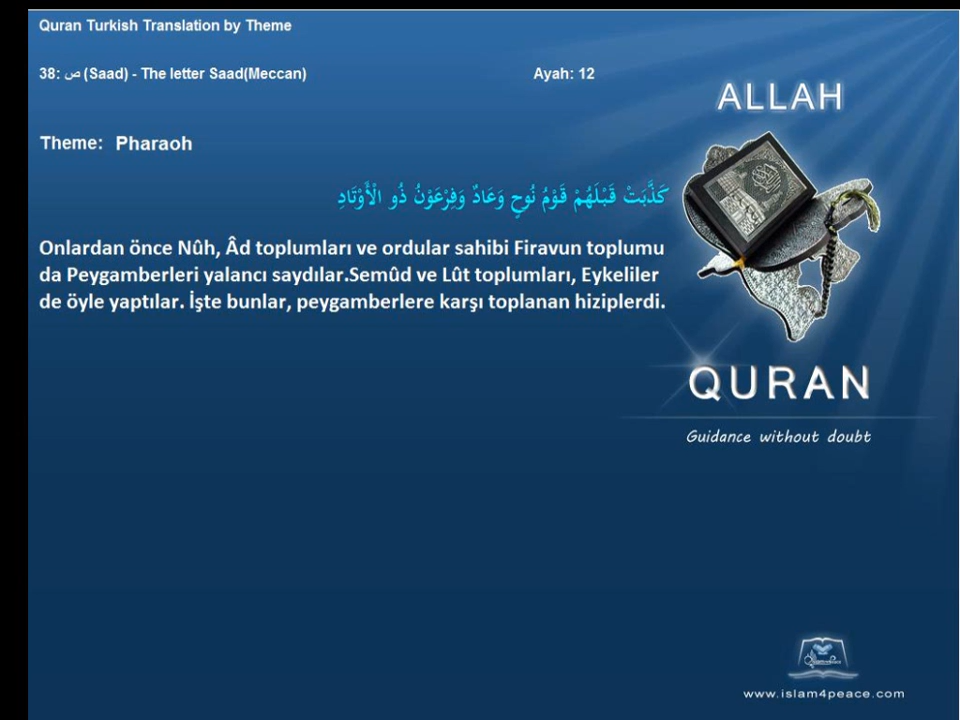 Quran Turkish Translation by Theme
38: ص (Saad) - The letter Saad(Meccan) Ayah: 12
ALLAH
Theme: Pharaoh
كَذَّبَتْ قَبْلَهُمْ قَوْمُ نُوحٍ وَعَادٌ وَفِرْعَوْنُ ذُو الْأَوْتَادِ
Onlardan önce Nûh, Âd toplumları ve ordular sahibi Firavun toplumu
da Peygamberleri yalancı saydılar.Semûd ve Lût toplumları, Eykeliler
de öyle yaptılar. İşte bunlar, peygamberlere karşı toplanan hiziplerdi.
QURAN
Guidance without doubt
www.islam4peace.com